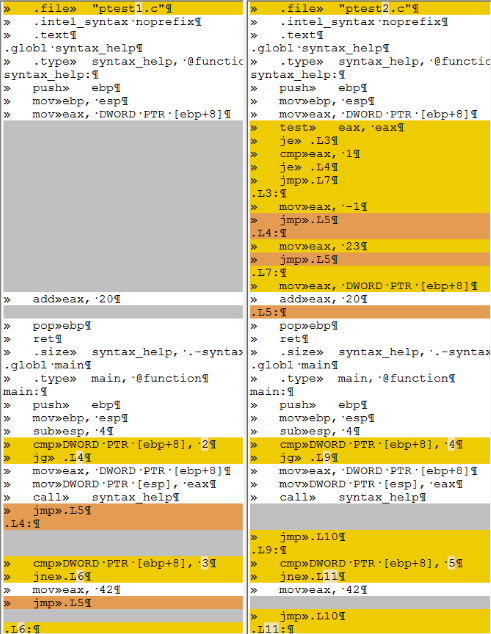 » .file» "ptest1.c"¶
» .intel_syntax·noprefix¶
» .text¶
.globl·syntax_help¶
» .type» syntax_help,·@functio
syntax_help:¶
» push» ebp¶
» mov»ebp,·esp¶
» mov»eax,·DWORD·PTR·[ebp+8]¶
» add»eax,·20¶
» pop»ebp¶
» ret¶
» .size» syntax_help,·.-syntax
.globl·main¶
» .type» main,·@function¶
main:¶
» push» ebp¶
» mov»ebp,·esp¶
» sub»esp,·4¶
» cmp»DWORD·PTR·[ebp+8],·2¶
» jg» .L4¶
» mov»eax,·DWORD·PTR·[ebp+8]¶
» mov»DWORD·PTR·[esp],·eax¶
» call» syntax_help¶
» jmp».L5¶
.L4:¶
» cmp»DWORD·PTR·[ebp+8],·3¶
» jne».L6¶
» mov»eax,·42¶
» jmp».L5¶
.L6:¶
» .file» "ptest2.c"¶
» .intel_syntax·noprefix¶
» .text¶
.globl·syntax_help¶
» .type» syntax_help,·@functio
syntax_help:¶
» push» ebp¶
» mov»ebp,·esp¶
» mov»eax,·DWORD·PTR·[ebp+8]¶
» test» eax,·eax¶
» je» .L3¶
» cmp»eax,·1¶
» je» .L4¶
» jmp».L7¶
.L3:¶
» mov»eax,·-1¶
» jmp».L5¶
.L4:¶
» mov»eax,·23¶
» jmp».L5¶
.L7:¶
» mov»eax,·DWORD·PTR·[ebp+8]¶
» add»eax,·20¶
.L5:¶
» pop»ebp¶
» ret¶
» .size» syntax_help,·.-syntax
.globl·main¶
» .type» main,·@function¶
main:¶
» push» ebp¶
» mov»ebp,·esp¶
» sub»esp,·4¶
» cmp»DWORD·PTR·[ebp+8],·4¶
» jg» .L9¶
» mov»eax,·DWORD·PTR·[ebp+8]¶
» mov»DWORD·PTR·[esp],·eax¶
» call» syntax_help¶
» jmp».L10¶
.L9:¶
» cmp»DWORD·PTR·[ebp+8],·5¶
» jne».L11¶
» mov»eax,·42¶
» jmp».L10¶
.L11:¶